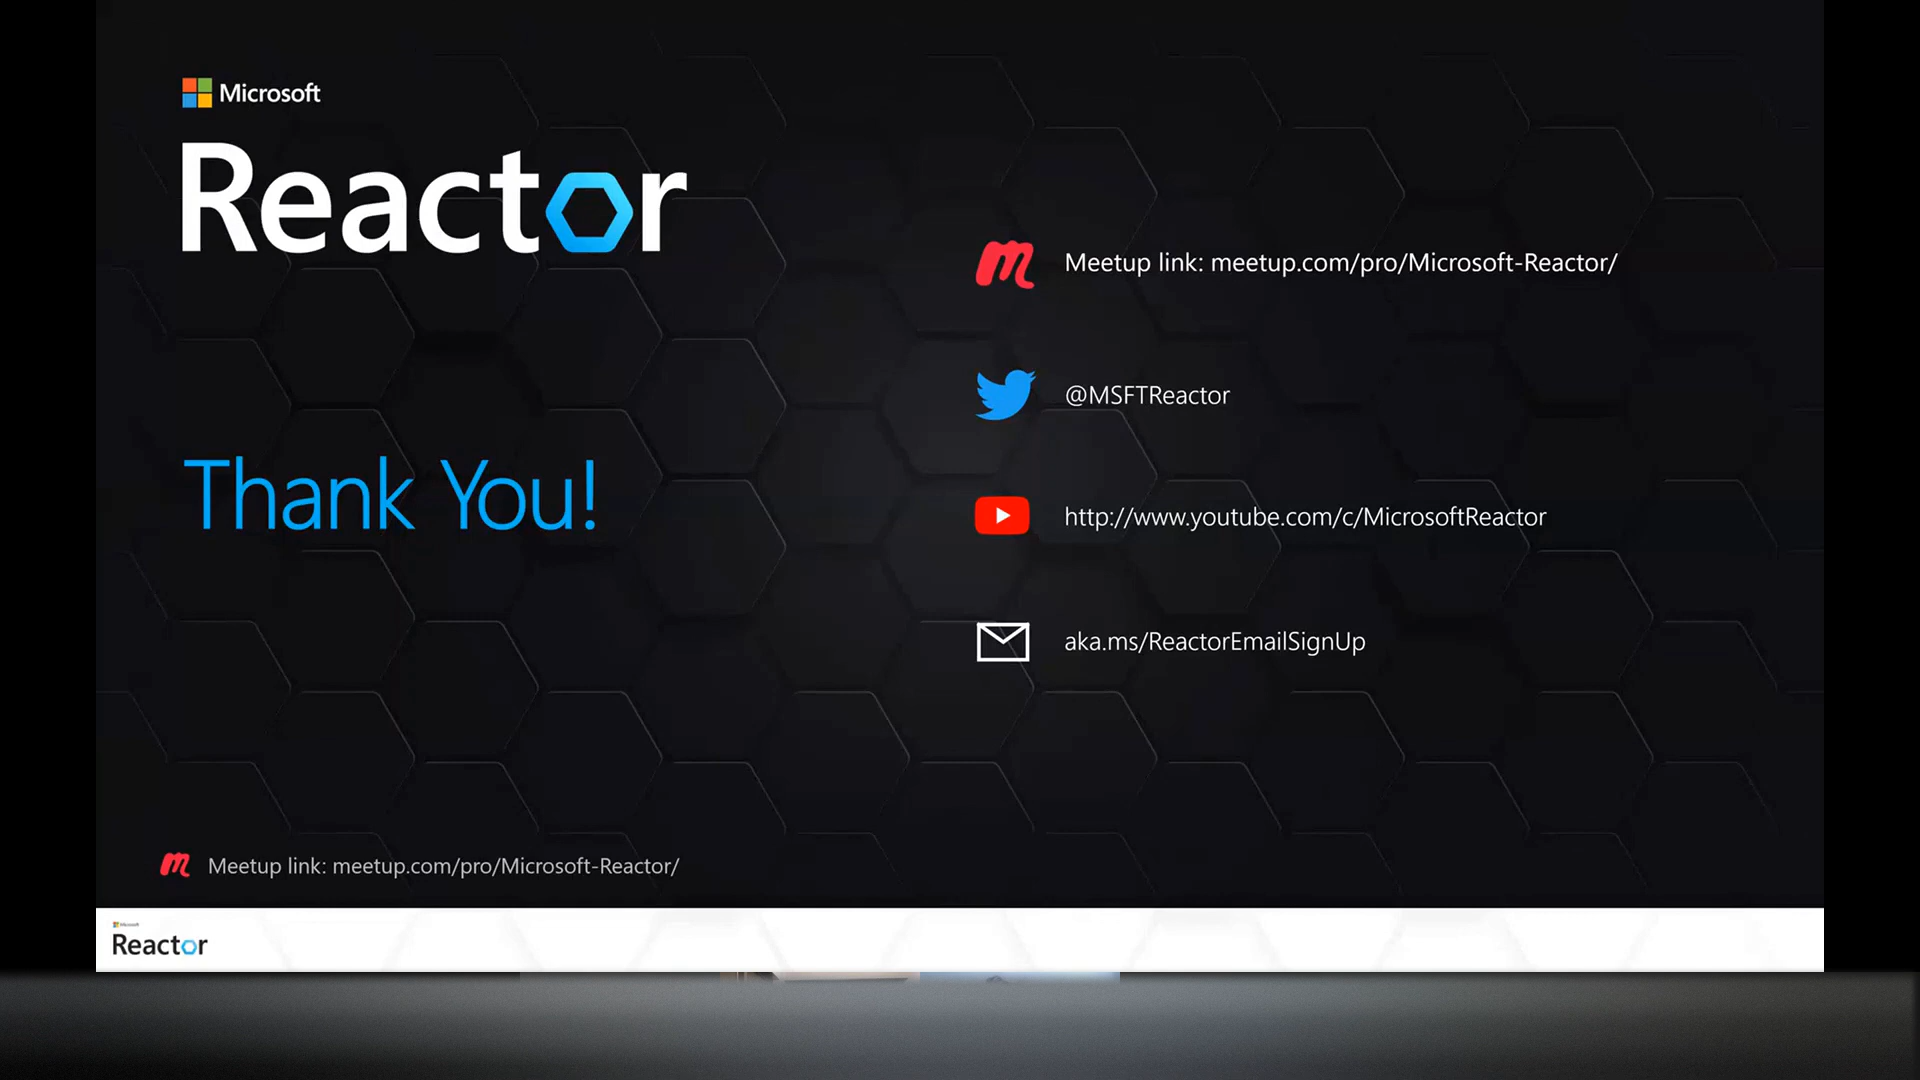 Microsoft
Reactor
Thank You!
Meetup link: meetup.com/pro/Microsoft-Reactor/
@MSFTReactor
http://www.youtube.com/c/MicrosoftReactor
aka.ms/ReactorEmailSignUp
Meetup link: meetup.com/pro/Microsoft-Reactor/
Microsoft
Reactor